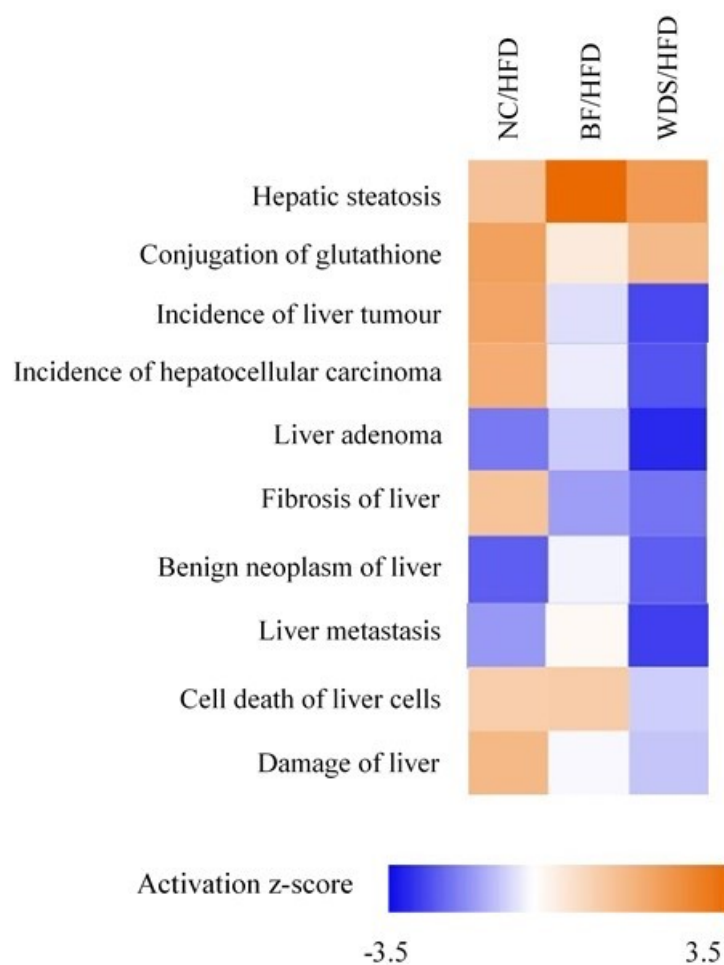 NC/HFD
BF/HFD
WDS/HFD
Hepatic steatosis
Conjugation of glutathione
Incidence of liver tumour
Incidence of hepatocellular carcinoma
Liver adenoma
Fibrosis of liver
Benign neoplasm of liver
Liver metastasis
Cell death of liver cells
Damage of liver
Activation z-score
-3.5 3.5